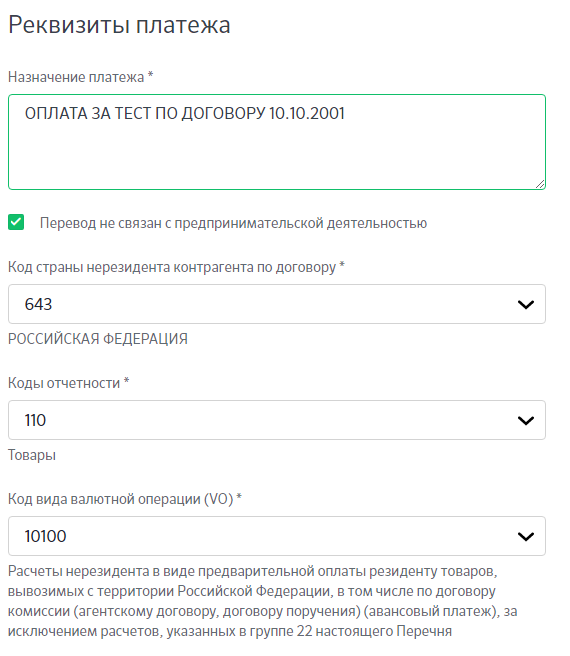 Реквизиты платежа
Назначение платежа *
ОПЛАТА ЗА ТЕСТ ПО ДОГОВОРУ 10.10.2001
Перевод не связан с предпринимательской деятельностью
Код страны нерезидента контрагента по договору *
643
РОССИЙСКАЯ ФЕДЕРАЦИЯ
Коды отчетности *
110
Товары
Код вида валютной операции (VO) *
10100
Расчеты нерезидента в виде предварительной оплаты резиденту товаров,
вывозимых с территории Российской Федерации, в том числе по договору
комиссии (агентскому договору, договору поручения) (авансовый платеж), за
исключением расчетов, указанных в группе 22 настоящего Перечня